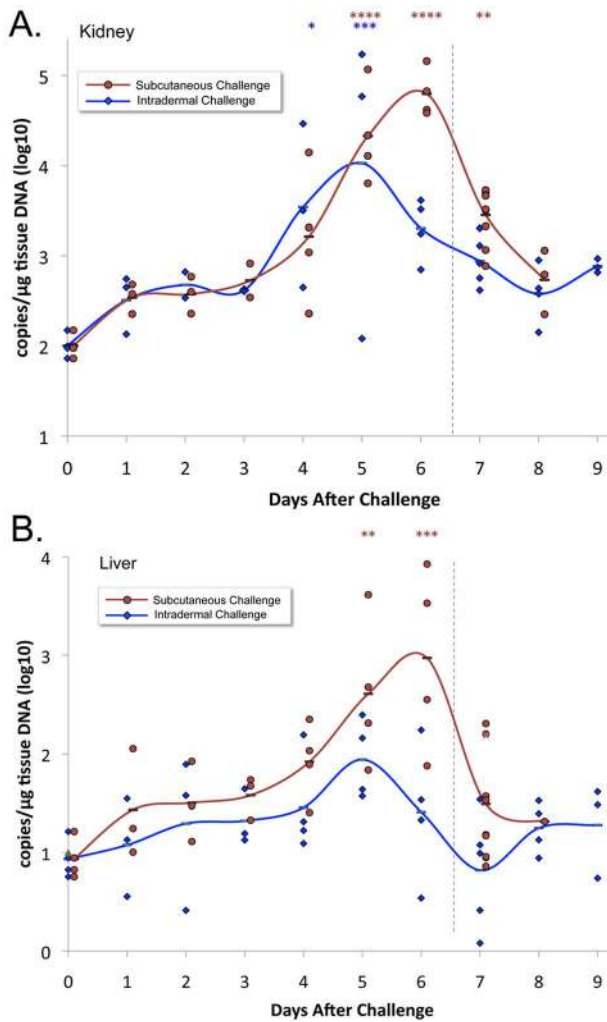 A.
Kidney
* **** *** **** **
Subcutaneous Challenge
Intradermal Challenge
copies/µg tissue DNA (log10)
5
4
3
2
1
0 1 2 3 4 5 6 7 8 9
Days After Challenge
B.
Liver
** ***
Subcutaneous Challenge
Intradermal Challenge
copies/µg tissue DNA (log10)
4
3
2
1
0
0 1 2 3 4 5 6 7 8 9
Days After Challenge